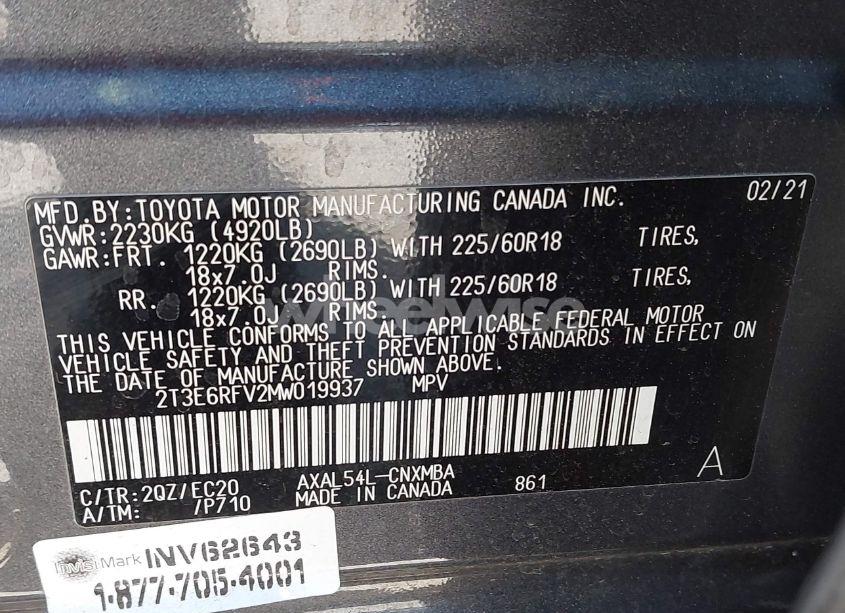 MFD.BY:TOYOTA MOTOR MANUFACTURING CANADA INC. 02/21
GVWR:2230KG (4920LB)
GAWR:FRT. 1220KG (2690LB) WITH 225/60R18 TIRES,
18x7.0J RIMS.
RR. 1220KG (2690LB) WITH 225/60R18 TIRES,
18x7.0J RIMS.
THIS VEHICLE CONFORMS TO ALL APPLICABLE FEDERAL MOTOR
VEHICLE SAFETY AND THEFT PREVENTION STANDARDS IN EFFECT ON
THE DATE OF MANUFACTURE SHOWN ABOVE.
2T3E6RFV2MW019937 MPV
C/TR:2QZ/EC20 AXAL54L-CNXMBA 861 A
A/TM: /P710 MADE IN CANADA
InvisiMark INV62643
1-877-705-4001
wheelwise